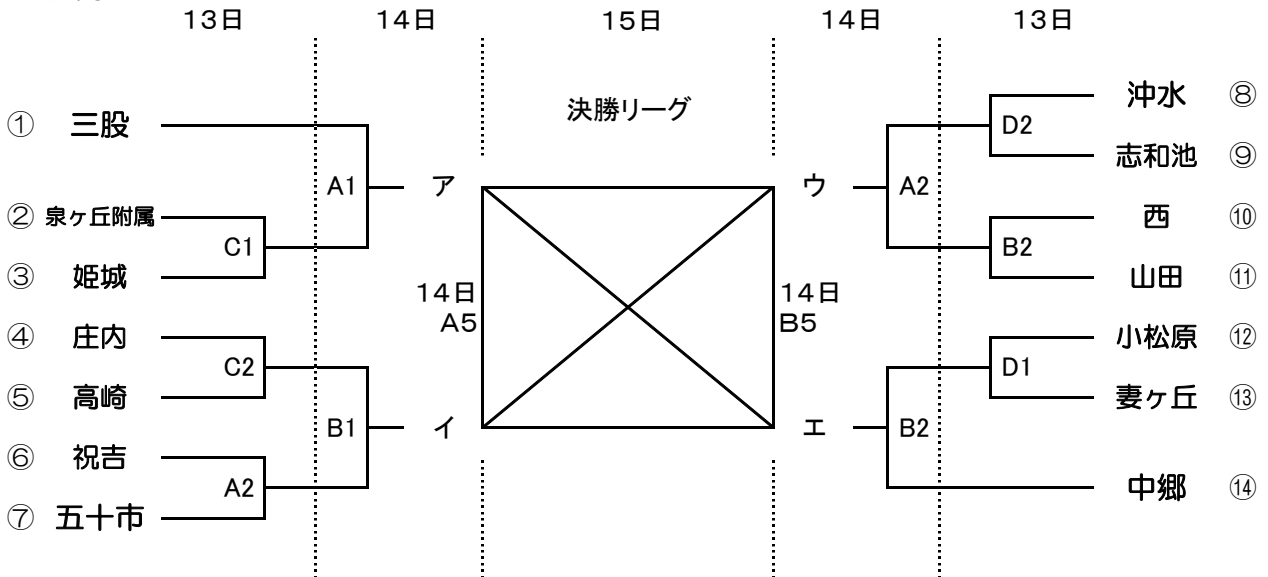 13日 14日 15日 14日 13日
決勝リーグ
① 三股
② 泉ヶ丘附属
③ 姫城
④ 庄内
⑤ 高崎
⑥ 祝吉
⑦ 五十市
C1
C2
A2
A1
B1
ア
イ
14日
A5
14日
B5
ウ
エ
A2
B2
D2
B2
D1
沖水 ⑧
志和池 ⑨
西 ⑩
山田 ⑪
小松原 ⑫
妻ヶ丘 ⑬
中郷 ⑭